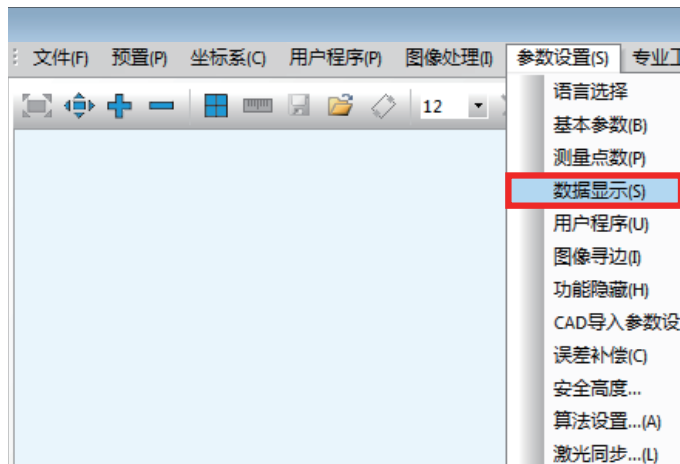 文件(F) 预置(P) 坐标系(C) 用户程序(P) 图像处理(I) 参数设置(S) 专业
12
语言选择
基本参数(B)
测量点数(P)
数据显示(S)
用户程序(U)
图像寻边(I)
功能隐藏(H)
CAD导入参数设
误差补偿(C)
安全高度...
算法设置...(A)
激光同步...(L)